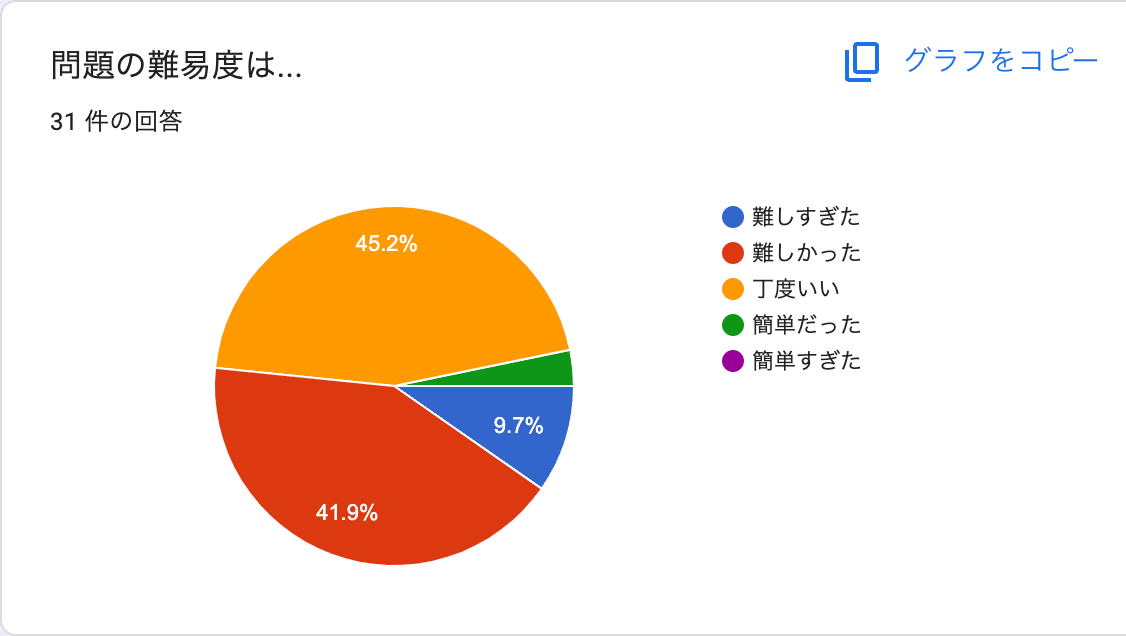 問題の難易度は...
グラフをコピー
31 件の回答
45.2%
9.7%
41.9%
難しすぎた
難しかった
丁度いい
簡単だった
簡単すぎた